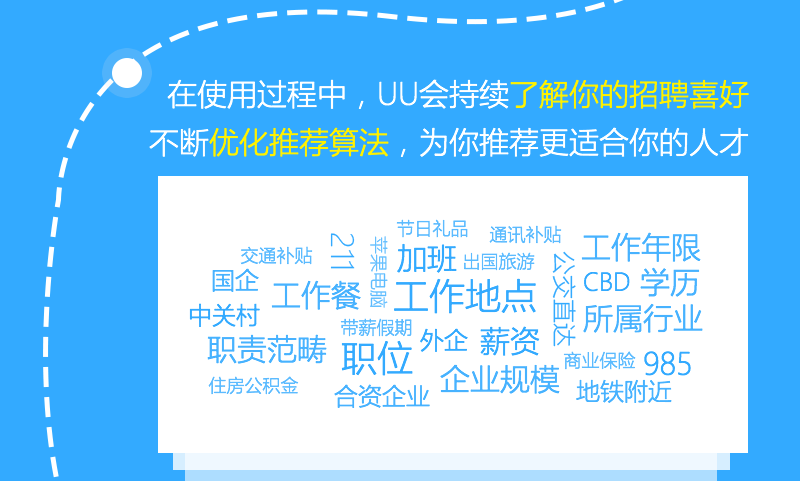 在使用过程中，UU会持续了解你的招聘喜好
不断优化推荐算法，为你推荐更适合你的人才
节日礼品
通讯补贴
交通补贴
211
苹果电脑
加班
出国旅游
公交直达
工作年限
国企
工作餐
工作地点
CBD
学历
中关村
带薪假期
外企
薪资
所属行业
职责范畴
职位
商业保险
985
住房公积金
合资企业
企业规模
地铁附近